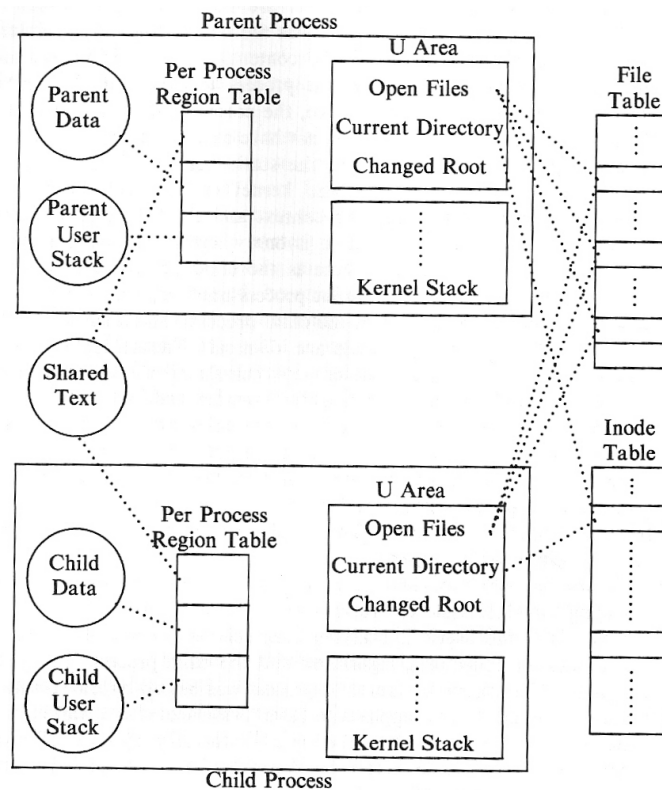 Parent Process
U Area
Per Process
Region Table
Parent
Data
Open Files
Current Directory
Changed Root
Parent
User
Stack
Kernel Stack
File
Table
Shared
Text
Inode
Table
U Area
Per Process
Region Table
Child
Data
Open Files
Current Directory
Changed Root
Child
User
Stack
Kernel Stack
Child Process